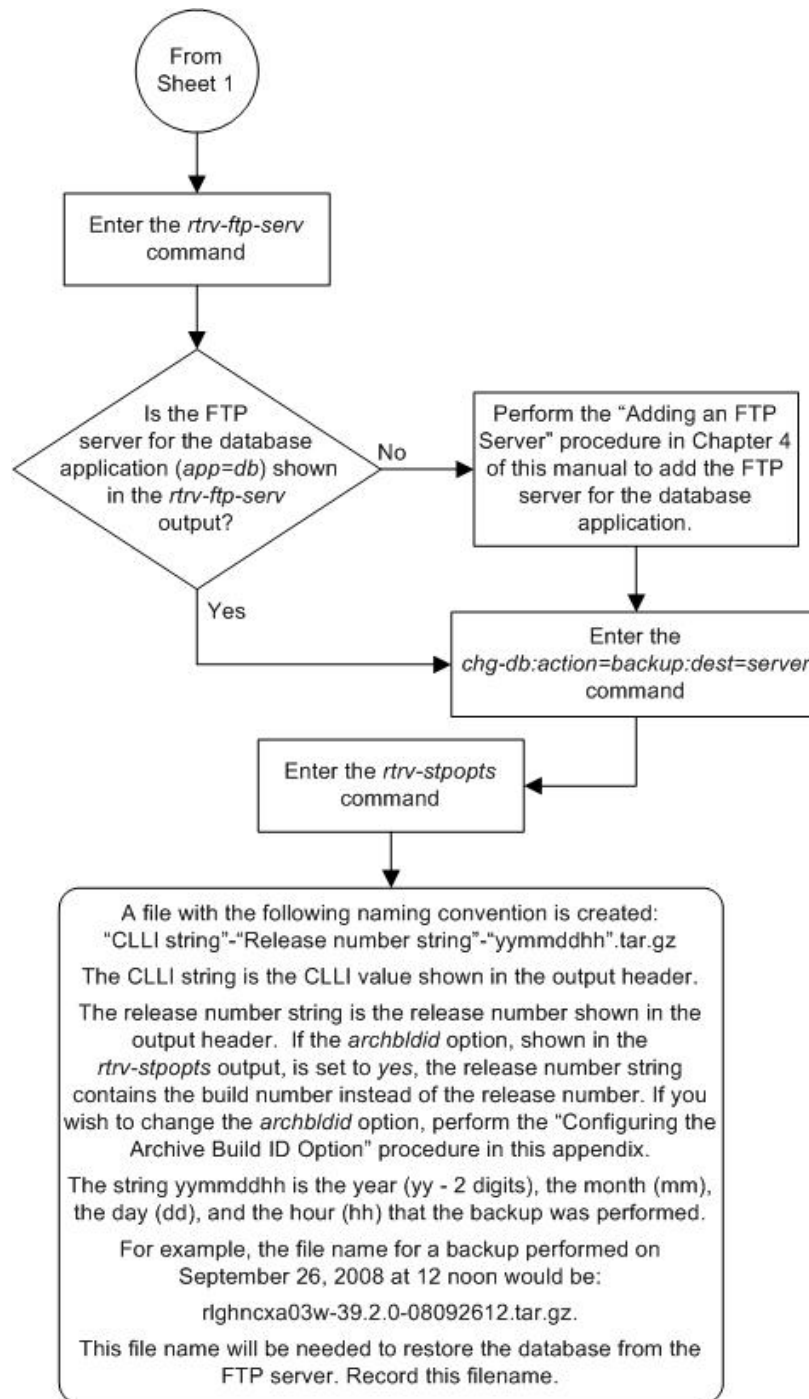 From
Sheet 1
Enter the rtrv-ftp-serv
command
Is the FTP
server for the database
application (app=db) shown
in the rtrv-ftp-serv
output?
No
Perform the “Adding an FTP
Server” procedure in Chapter 4
of this manual to add the FTP
server for the database
application.
Yes
Enter the
chg-db:action=backup:dest=server
command
Enter the rtrv-stpopts
command
A file with the following naming convention is created:
“CLLI string”-“Release number string”-“yymmddhh”.tar.gz
The CLLI string is the CLLI value shown in the output header.
The release number string is the release number shown in the
output header. If the archbldid option, shown in the
rtrv-stpopts output, is set to yes, the release number string
contains the build number instead of the release number. If you
wish to change the archbldid option, perform the “Configuring the
Archive Build ID Option” procedure in this appendix.
The string yymmddhh is the year (yy - 2 digits), the month (mm),
the day (dd), and the hour (hh) that the backup was performed.
For example, the file name for a backup performed on
September 26, 2008 at 12 noon would be:
rlghncxa03w-39.2.0-08092612.tar.gz.
This file name will be needed to restore the database from the
FTP server. Record this filename.